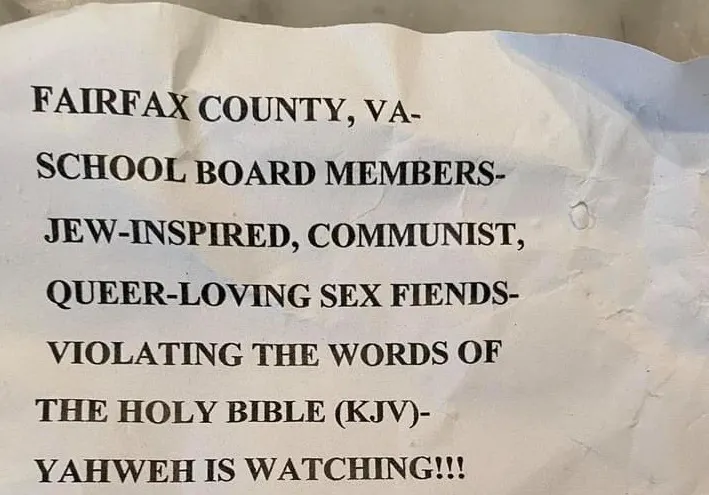 FAIRFAX COUNTY, VA-
SCHOOL BOARD MEMBERS-
JEW-INSPIRED, COMMUNIST,
QUEER-LOVING SEX FIENDS-
VIOLATING THE WORDS OF
THE HOLY BIBLE (KJV)-
YAHWEH IS WATCHING!!!